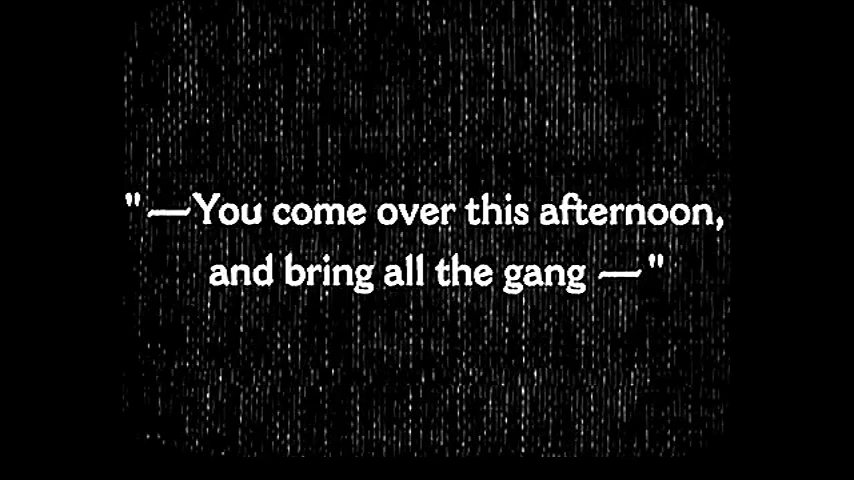 "—You come over this afternoon,
and bring all the gang —"